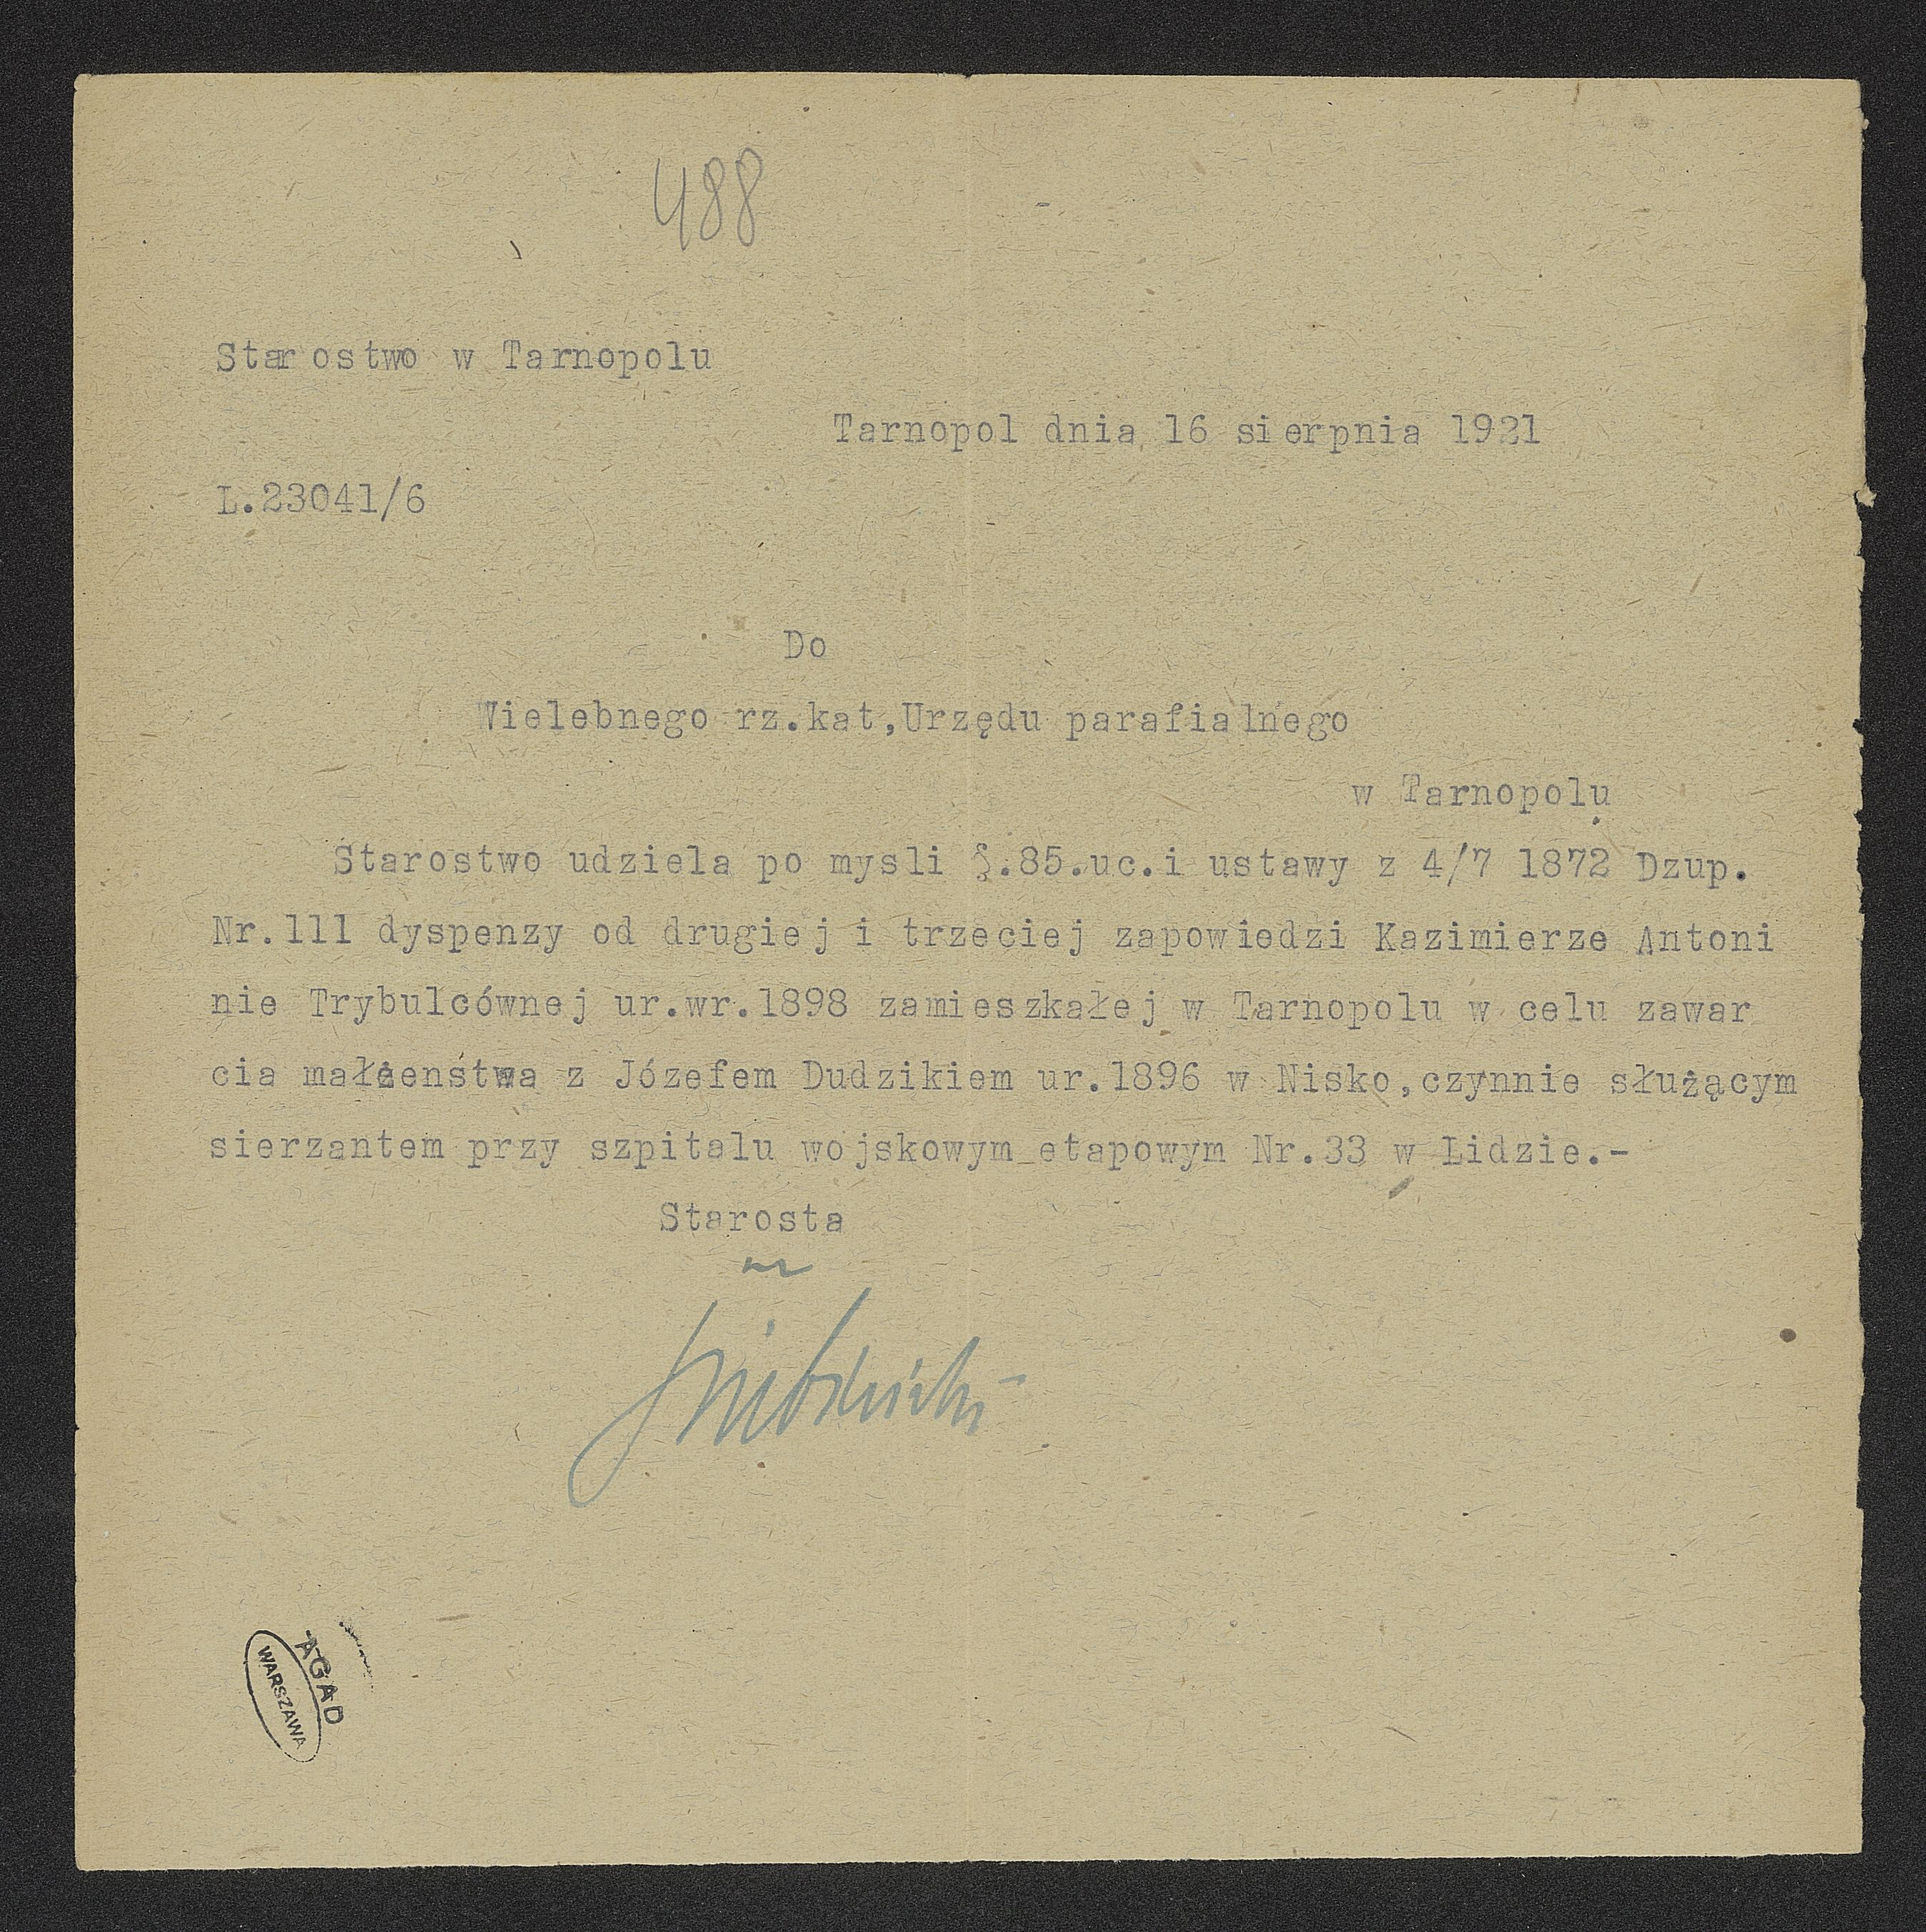 488
Starostwo w Tarnopolu
Tarnopol dnia 16 sierpnia 1921
L.23041/6
Do
Wielebnego rz.kat,Urzędu parafialnego
w Tarnopolu
Starostwo udziela po mysli §.85.uc.i ustawy z 4/7 1872 Dzup.
Nr.111 dyspenzy od drugiej i trzeciej zapowiedzi Kazimierze Antoni
nie Trybulcównej ur.wr.1898 zamieszkałej w Tarnopolu w celu zawar
cia małżeństwa z Józefem Dudzikiem ur.1896 w Nisko,czynnie służącym
sierzantem przy szpitalu wojskowym etapowym Nr.33 w Lidzie.-
Starosta
AGAD
WARSZAWA